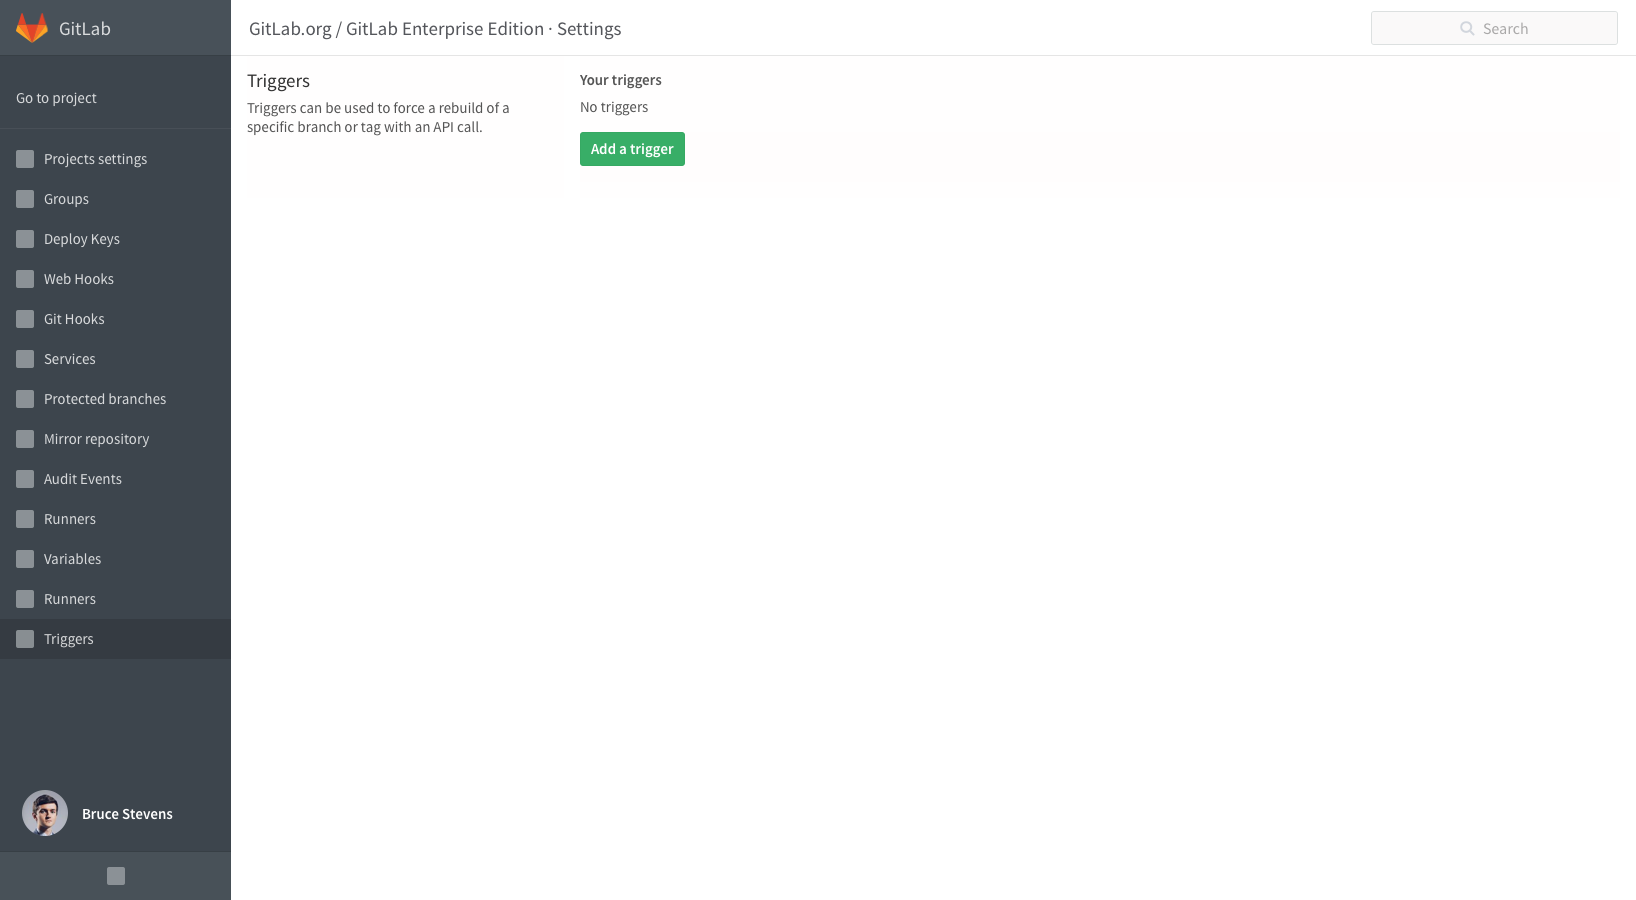 GitLab
GitLab.org / GitLab Enterprise Edition · Settings
Search
Go to project
Projects settings
Groups
Deploy Keys
Web Hooks
Git Hooks
Services
Protected branches
Mirror repository
Audit Events
Runners
Variables
Runners
Triggers
Bruce Stevens
Triggers
Triggers can be used to force a rebuild of a
specific branch or tag with an API call.
Your triggers
No triggers
Add a trigger